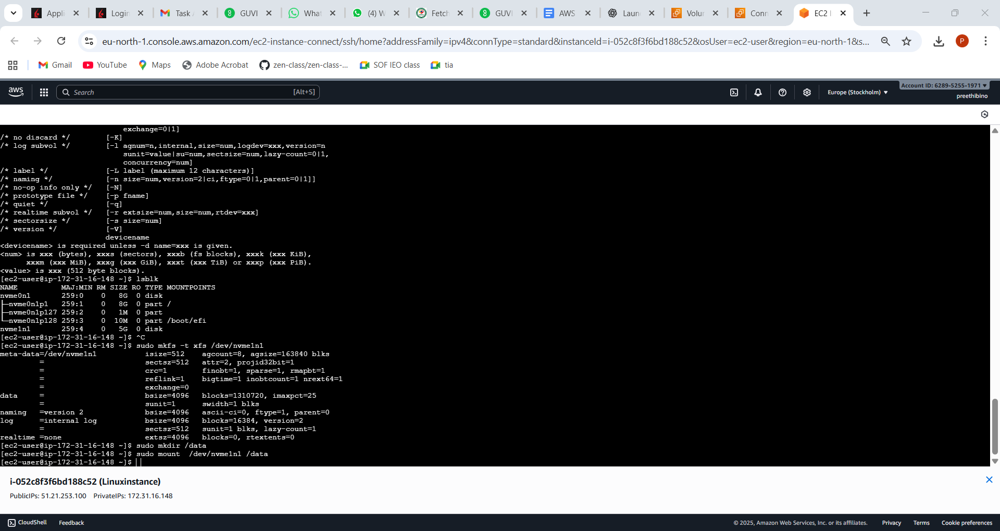 Appli
Login
Task
GUVI
What
(4) W
Fetch
GUVI
AWS
Laun
Volur
Conn
EC2 I
eu-north-1.console.aws.amazon.com/ec2-instance-connect/ssh/home?addressFamily=ipv4&connType=standard&instanceId=i-052c8f3f6bd188c52&osUser=ec2-user&region=eu-north-1&s...
P
Gmail
YouTube
Maps
Adobe Acrobat
zen-class/zen-class-...
SOF IEO class
tia
aws
Search
[Alt+S]
Europe (Stockholm)
Account ID: 6289-5255-1971
preethibino
exchange=0|1]
/* no discard */ [-K]
/* log subvol */ [-l agnum=n,internal,size=num,logdev=xxx,version=n
sunit=value|su=num,sectsize=num,lazy-count=0|1,
concurrency=num]
/* label */ [-L label (maximum 12 characters)]
/* naming */ [-n size=num,version=2|ci,ftype=0|1,parent=0|1]]
/* no-op info only */ [-N]
/* prototype file */ [-p fname]
/* quiet */ [-q]
/* realtime subvol */ [-r extsize=num,size=num,rtdev=xxx]
/* sectorsize */ [-s size=num]
/* version */ [-V]
devicename
<devicename> is required unless -d name=xxx is given.
<num> is xxx (bytes), xxxs (sectors), xxxb (fs blocks), xxxk (xxx KiB),
xxxm (xxx MiB), xxxg (xxx GiB), xxxt (xxx TiB) or xxxp (xxx PiB).
<value> is xxx (512 byte blocks).
[ec2-user@ip-172-31-16-148 ~]$ lsblk
NAME MAJ:MIN RM SIZE RO TYPE MOUNTPOINTS
nvme0n1 259:0 0 8G 0 disk
├─nvme0n1p1 259:1 0 8G 0 part /
├─nvme0n1p127 259:2 0 1M 0 part
└─nvme0n1p128 259:3 0 10M 0 part /boot/efi
nvme1n1 259:4 0 5G 0 disk
[ec2-user@ip-172-31-16-148 ~]$ ^C
[ec2-user@ip-172-31-16-148 ~]$ sudo mkfs -t xfs /dev/nvme1n1
meta-data=/dev/nvme1n1 isize=512 agcount=8, agsize=163840 blks
= sectsz=512 attr=2, projid32bit=1
= crc=1 finobt=1, sparse=1, rmapbt=1
= reflink=1 bigtime=1 inobtcount=1 nrext64=1
= exchange=0
data = bsize=4096 blocks=1310720, imaxpct=25
= sunit=1 swidth=1 blks
naming =version 2 bsize=4096 ascii-ci=0, ftype=1, parent=0
log =internal log bsize=4096 blocks=16384, version=2
= sectsz=512 sunit=1 blks, lazy-count=1
realtime =none extsz=4096 blocks=0, rtextents=0
[ec2-user@ip-172-31-16-148 ~]$ sudo mkdir /data
[ec2-user@ip-172-31-16-148 ~]$ sudo mount  /dev/nvme1n1 /data
[ec2-user@ip-172-31-16-148 ~]$
i-052c8f3f6bd188c52 (Linuxinstance)
PublicIPs: 51.21.253.100 PrivateIPs: 172.31.16.148
CloudShell
Feedback
© 2025, Amazon Web Services, Inc. or its affiliates.
Privacy
Terms
Cookie preferences